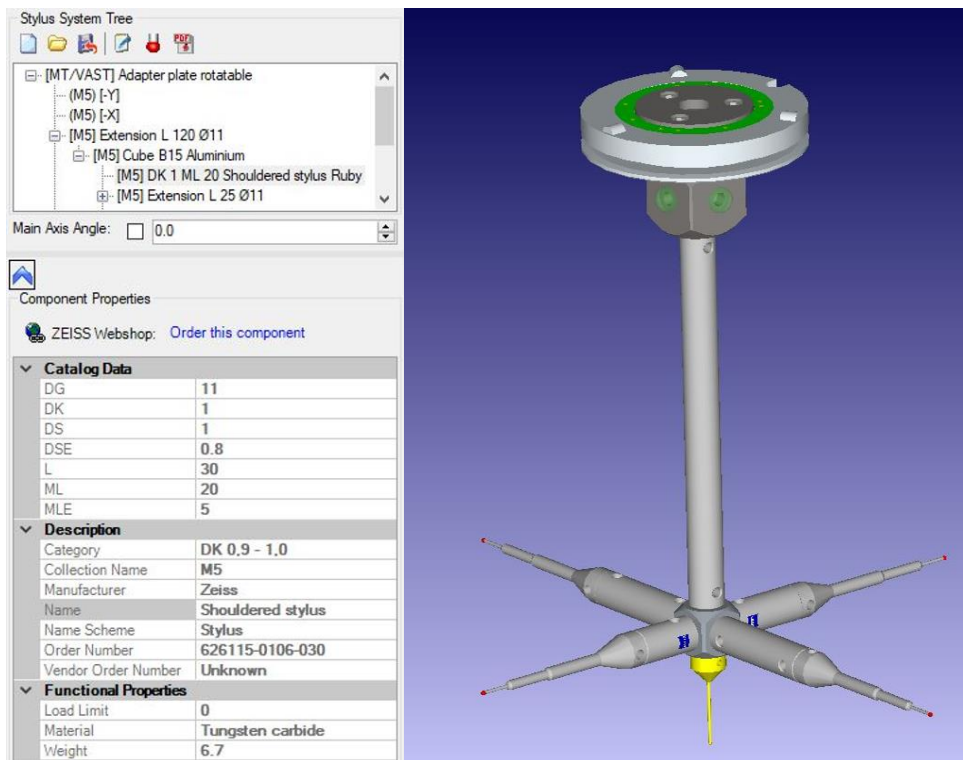 Stylus System Tree
PDF
[MT/VAST] Adapter plate rotatable
(M5) [-Y]
(M5) [-X]
[M5] Extension L 120 Ø11
[M5] Cube B15 Aluminium
[M5] DK 1 ML 20 Shouldered stylus Ruby
[M5] Extension L 25 Ø11
Main Axis Angle: 0.0
Component Properties
ZEISS Webshop: Order this component
Catalog Data
DG 11
DK 1
DS 1
DSE 0.8
L 30
ML 20
MLE 5
Description
Category DK 0,9 - 1,0
Collection Name M5
Manufacturer Zeiss
Name Shouldered stylus
Name Scheme Stylus
Order Number 626115-0106-030
Vendor Order Number Unknown
Functional Properties
Load Limit 0
Material Tungsten carbide
Weight 6.7